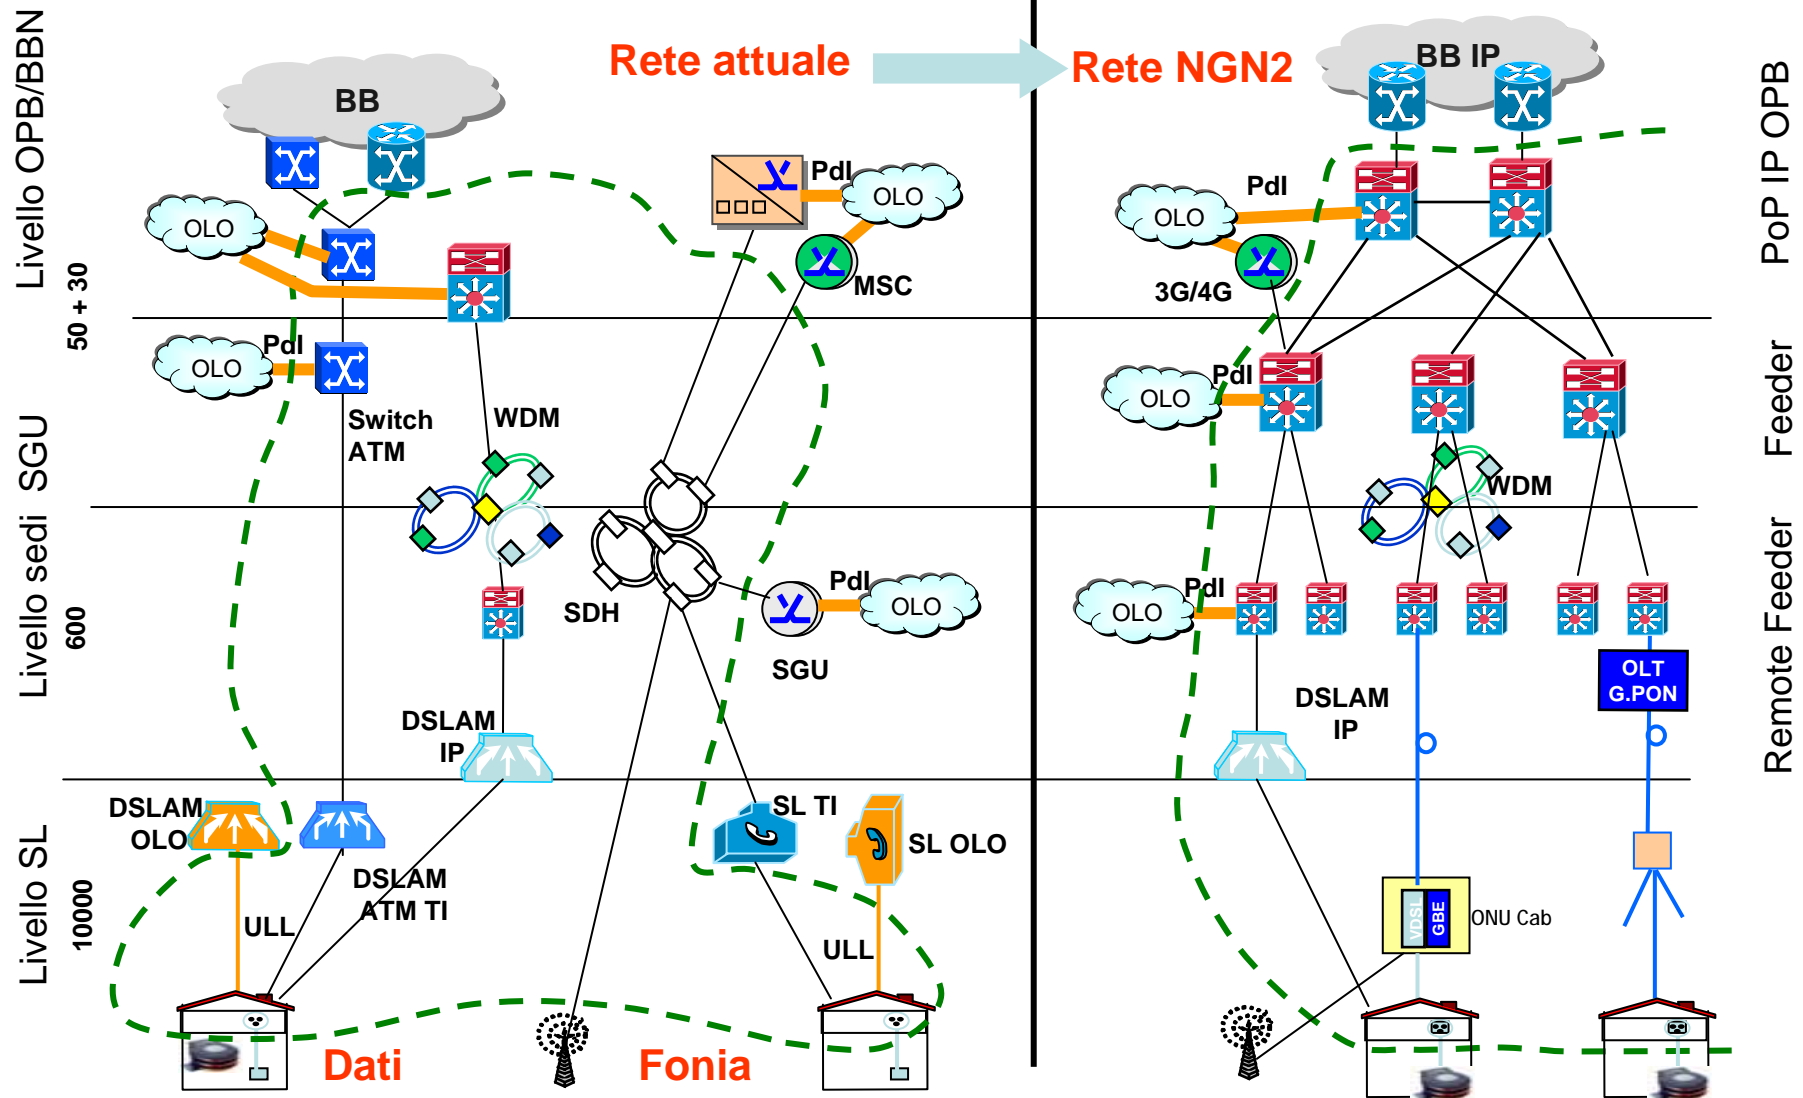 Livello OPB/BBN
50 + 30
Livello sedi SGU
600
Livello SL
10000
Rete attuale
Rete NGN2
BB
OLO
OLO
PdI
Switch
ATM
WDM
PdI
OLO
MSC
SDH
PdI
OLO
SGU
DSLAM
IP
DSLAM
OLO
DSLAM
ATM TI
ULL
SL TI
SL OLO
ULL
Dati
Fonia
BB IP
PdI
OLO
3G/4G
PdI
OLO
WDM
PdI
OLO
DSLAM
IP
OLT
G.PON
VDSL
GBE
ONU Cab
PoP IP OPB
Feeder
Remote Feeder